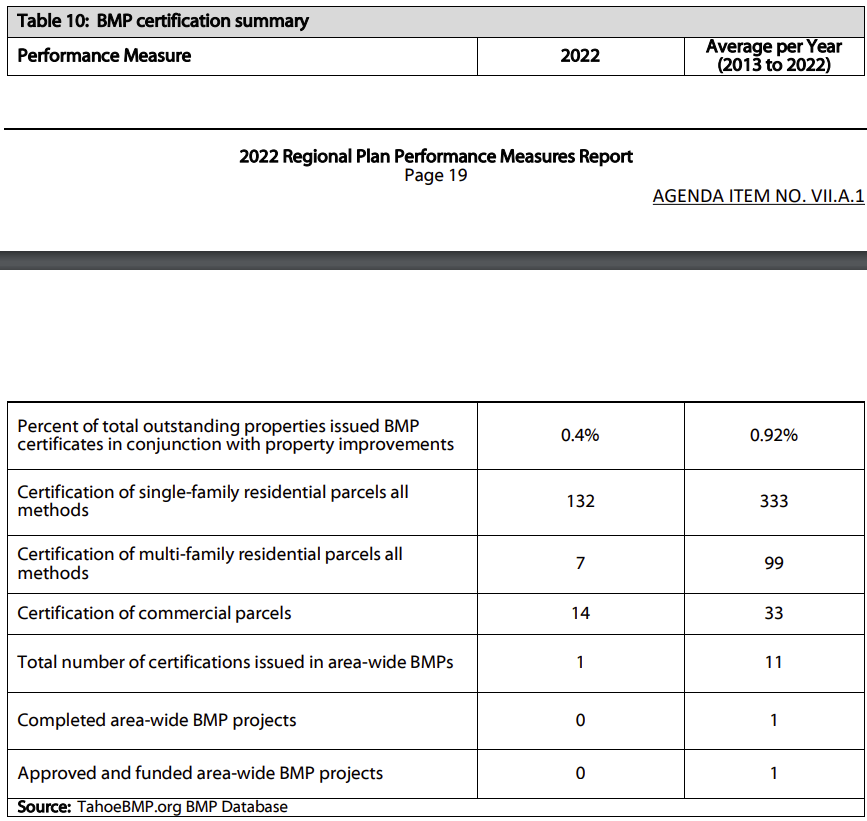 Table 10: BMP certification summary
Performance Measure 2022 Average per Year
(2013 to 2022)
2022 Regional Plan Performance Measures Report
Page 19
AGENDA ITEM NO. VII.A.1
Percent of total outstanding properties issued BMP
certificates in conjunction with property improvements 0.4% 0.92%
Certification of single-family residential parcels all
methods 132 333
Certification of multi-family residential parcels all
methods 7 99
Certification of commercial parcels 14 33
Total number of certifications issued in area-wide BMPs 1 11
Completed area-wide BMP projects 0 1
Approved and funded area-wide BMP projects 0 1
Source: TahoeBMP.org BMP Database